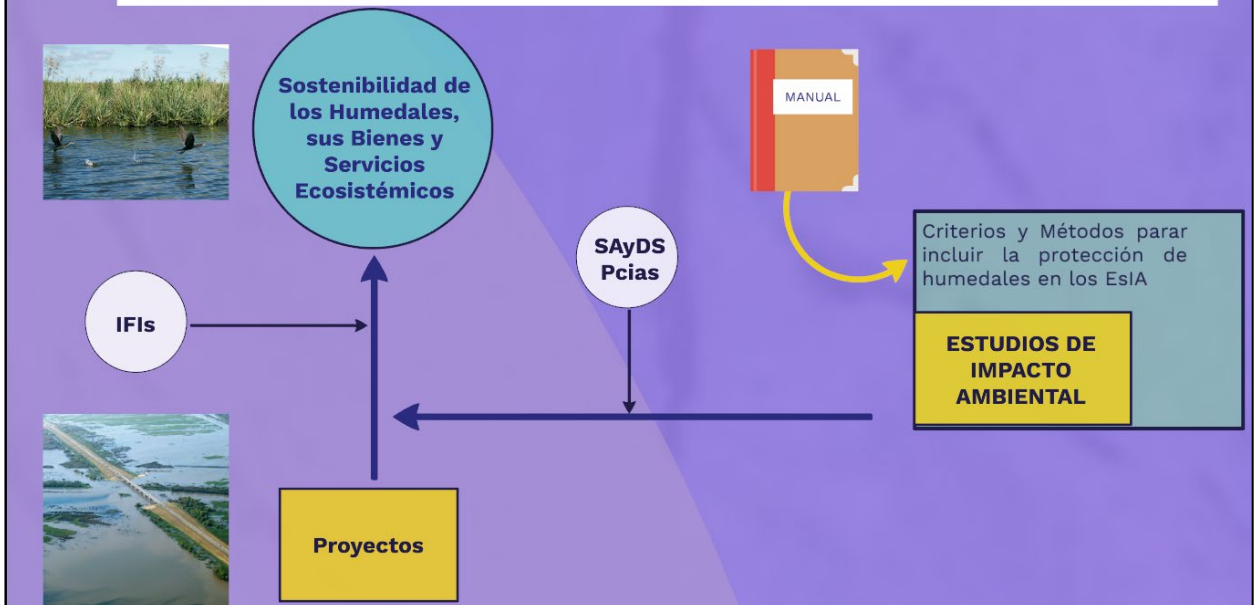 Sostenibilidad de
los Humedales,
sus Bienes y
Servicios
Ecosistémicos
MANUAL
SAyDS
Pcias
Criterios y Métodos parar
incluir la protección de
humedales en los EsIA
IFIs
ESTUDIOS DE
IMPACTO
AMBIENTAL
Proyectos